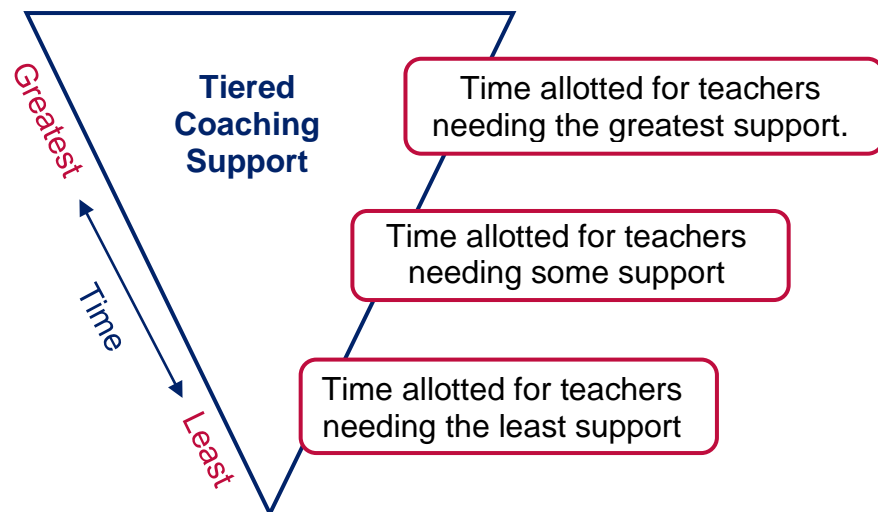 Greatest
Time
Least
Tiered
Coaching
Support
Time allotted for teachers
needing the greatest support.
Time allotted for teachers
needing some support
Time allotted for teachers
needing the least support